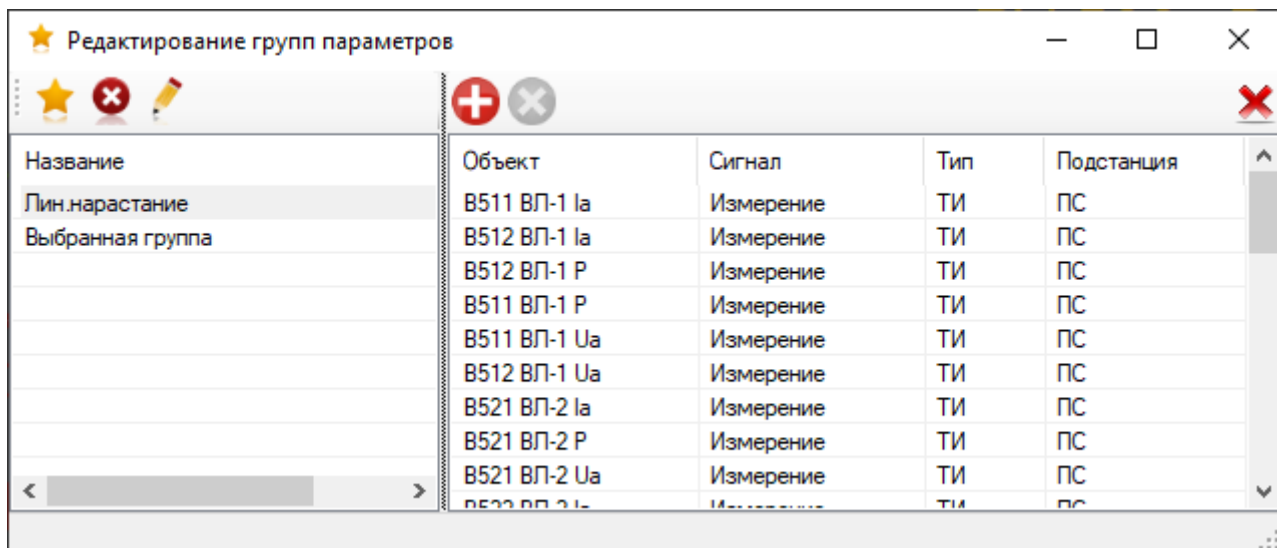 Редактирование групп параметров
Название
Лин.нарастание
Выбранная группа
Объект Сигнал Тип Подстанция
В511 ВЛ-1 Ia Измерение ТИ ПС
В512 ВЛ-1 Ia Измерение ТИ ПС
В512 ВЛ-1 P Измерение ТИ ПС
В511 ВЛ-1 P Измерение ТИ ПС
В511 ВЛ-1 Ua Измерение ТИ ПС
В512 ВЛ-1 Ua Измерение ТИ ПС
В521 ВЛ-2 Ia Измерение ТИ ПС
В521 ВЛ-2 P Измерение ТИ ПС
В521 ВЛ-2 Ua Измерение ТИ ПС